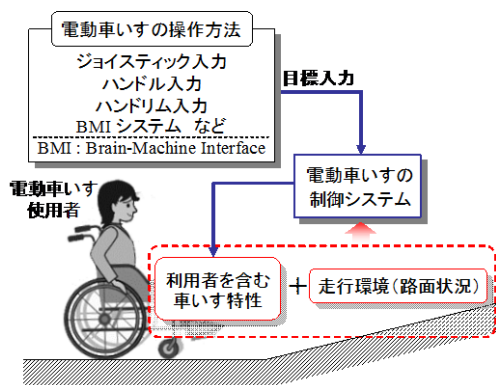 電動車いすの操作方法
ジョイスティック入力
ハンドル入力
ハンドリム入力
BMI システム など
BMI : Brain-Machine Interface
目標入力
電動車いすの
制御システム
電動車いす
使用者
利用者を含む
車いす特性
+
走行環境(路面状況)